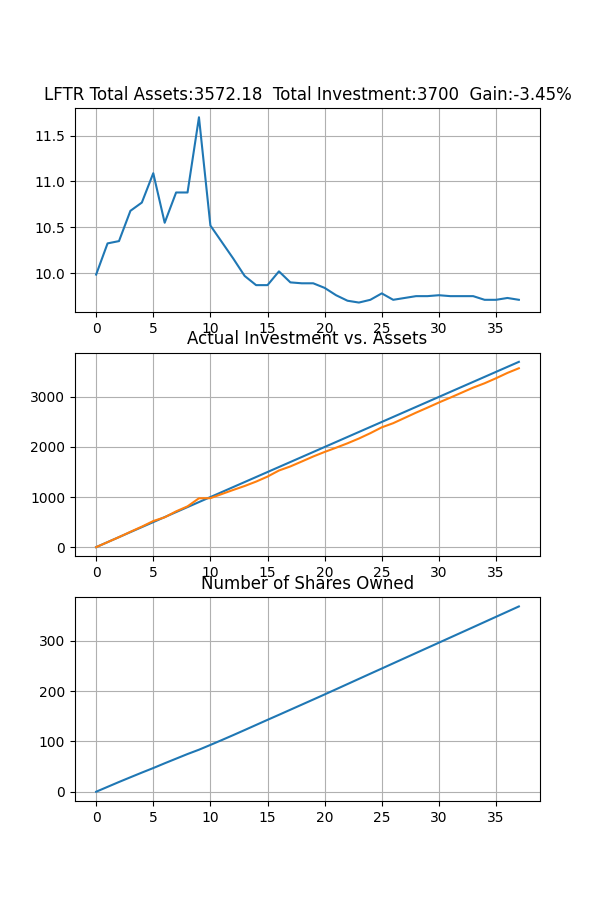 LFTR Total Assets:3572.18  Total Investment:3700  Gain:-3.45%
11.5
11.0
10.5
10.0
0 5 10 15 20 25 30 35
Actual Investment vs. Assets
3000
2000
1000
0
0 5 10 15 20 25 30 35
Number of Shares Owned
300
200
100
0
0 5 10 15 20 25 30 35